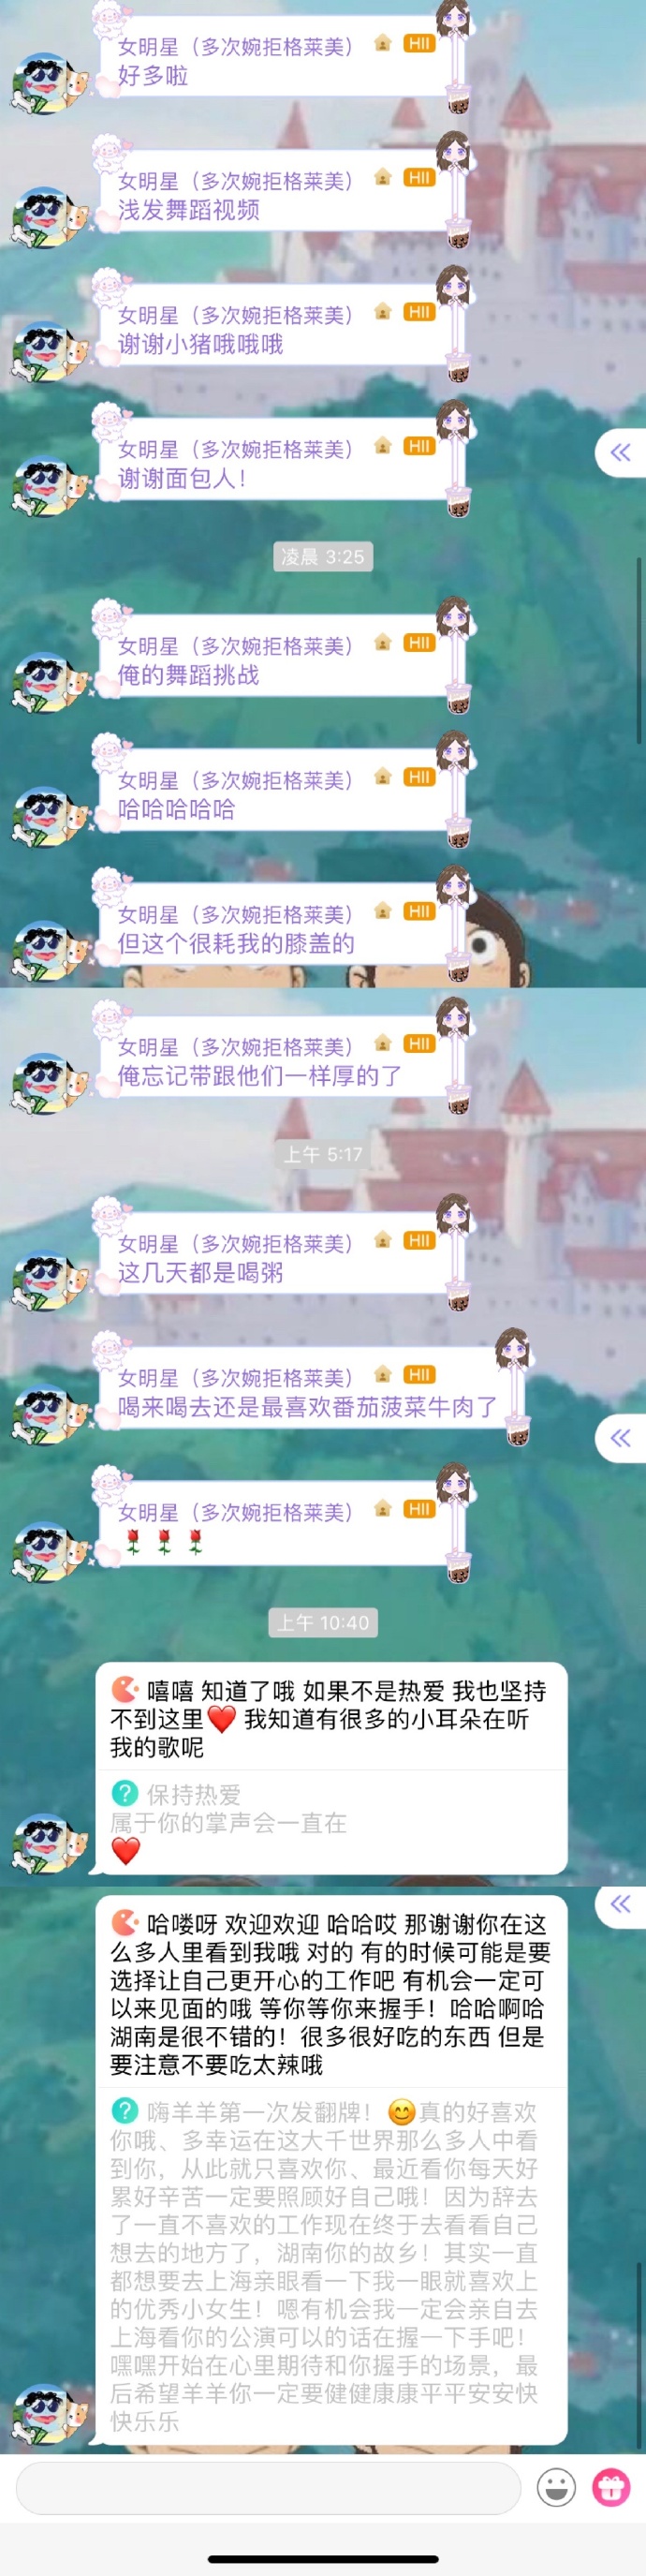 女明星（多次婉拒格莱美） HII
好多啦
女明星（多次婉拒格莱美） HII
浅发舞蹈视频
女明星（多次婉拒格莱美） HII
谢谢小猪哦哦哦
女明星（多次婉拒格莱美） HII
谢谢面包人！
凌晨 3:25
女明星（多次婉拒格莱美） HII
俺的舞蹈挑战
女明星（多次婉拒格莱美） HII
哈哈哈哈哈
女明星（多次婉拒格莱美） HII
但这个很耗我的膝盖的
女明星（多次婉拒格莱美） HII
俺忘记带跟他们一样厚的了
上午 5:17
女明星（多次婉拒格莱美） HII
这几天都是喝粥
女明星（多次婉拒格莱美） HII
喝来喝去还是最喜欢番茄菠菜牛肉了
女明星（多次婉拒格莱美） HII
🌹 🌹 🌹
上午 10:40
嘻嘻 知道了哦 如果不是热爱 我也坚持
不到这里❤️ 我知道有很多的小耳朵在听
我的歌呢
? 保持热爱
属于你的掌声会一直在
❤️
哈喽呀 欢迎欢迎 哈哈哎 那谢谢你在这
么多人里看到我哦 对的 有的时候可能是要
选择让自己更开心的工作吧 有机会一定可
以来见面的哦 等你等你来握手！哈哈啊哈
湖南是很不错的！很多很好吃的东西 但是
要注意不要吃太辣哦
? 嗨羊羊第一次发翻牌！😊真的好喜欢
你哦、多幸运在这大千世界那么多人中看
到你，从此就只喜欢你、最近看你每天好
累好辛苦一定要照顾好自己哦！因为辞去
了一直不喜欢的工作现在终于去看看自己
想去的地方了，湖南你的故乡！其实一直
都想要去上海亲眼看一下我一眼就喜欢上
的优秀小女生！嗯有机会我一定会亲自去
上海看你的公演可以的话在握一下手吧！
嘿嘿开始在心里期待和你握手的场景，最
后希望羊羊你一定要健健康康平平安安快
快乐乐